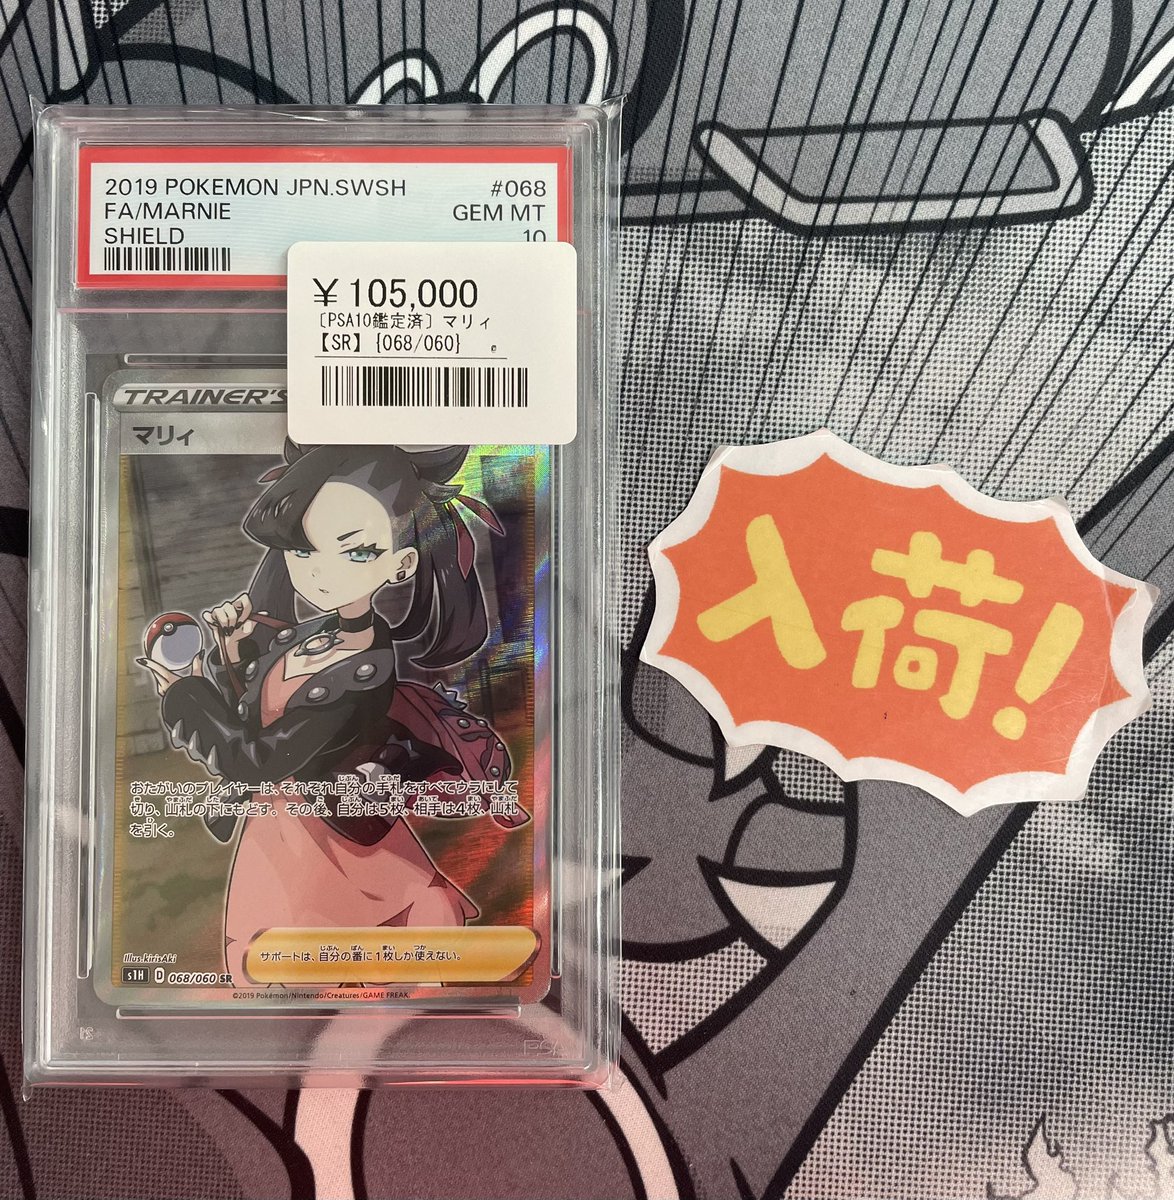 2019 POKEMON JPN.SWSH #068
FA/MARNIE GEM MT
SHIELD 10
¥105,000
〔PSA10鑑定済〕マリィ
【SR】{068/060}
TRAINER'S
マリィ
入荷!
おたがいのプレイヤーは、それぞれ自分の手札をすべてウラにして
切り、山札の下にもどす。その後、自分は5枚、相手は4枚、山札
を引く。
サポートは、自分の番に1枚しか使えない。
Illus.kirisAki
s1H D 068/060 SR
©2019 Pokémon/Nintendo/Creatures/GAME FREAK.
PSA